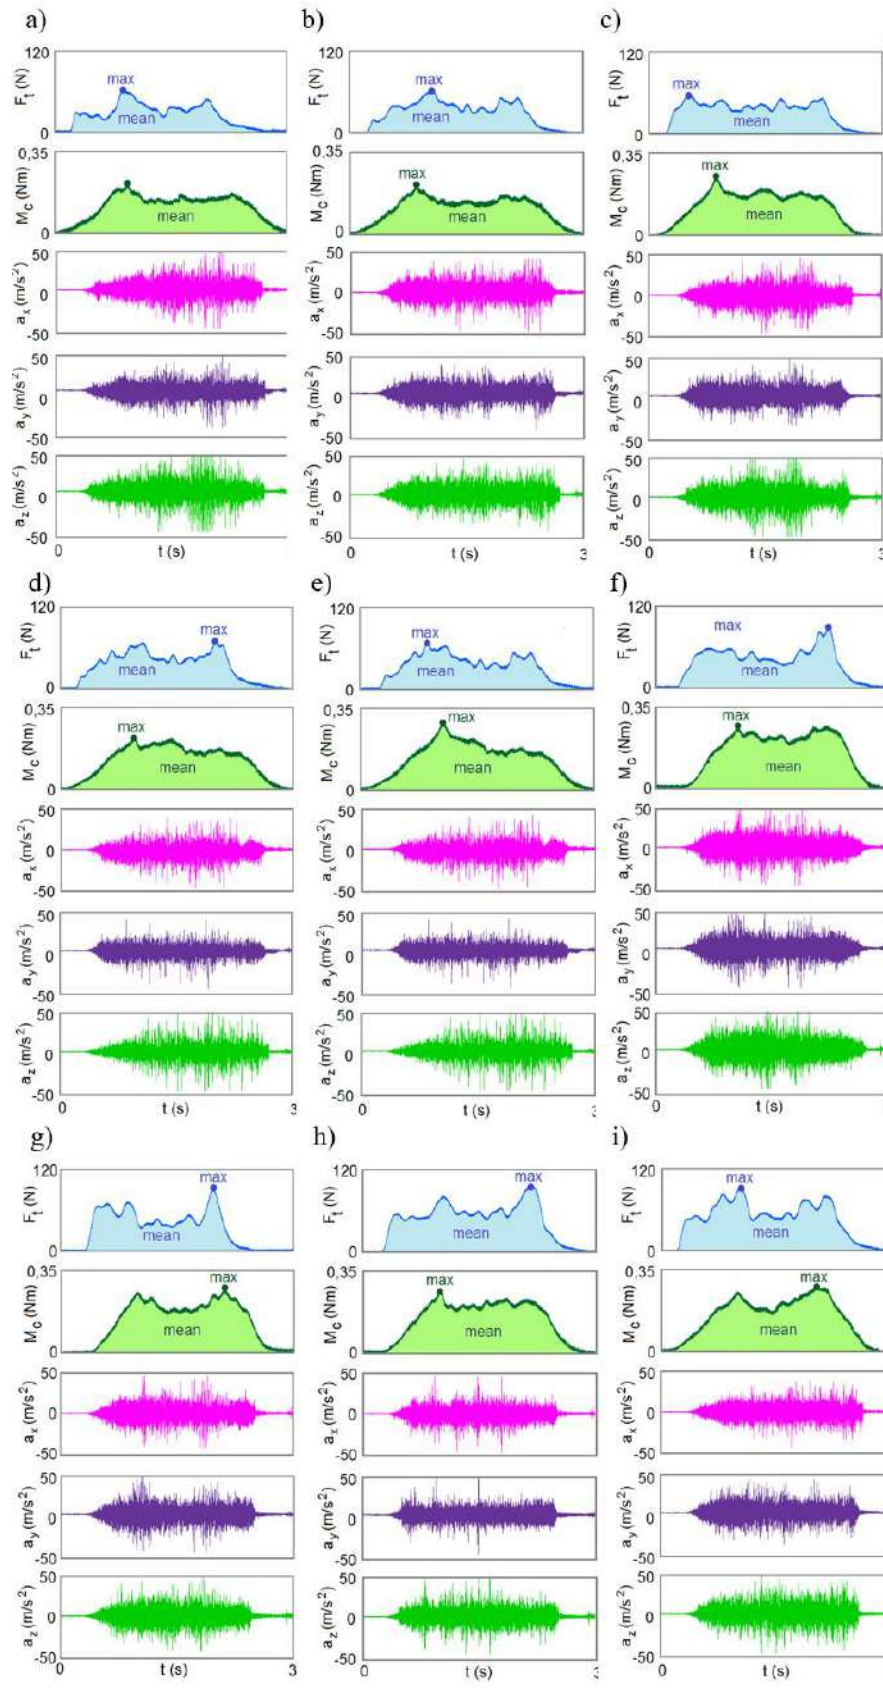 a) b) c)
120 F_t (N) max mean 0
120 F_t (N) max mean 0
120 F_t (N) max mean 0
0,35 M_c (Nm) max mean 0
0,35 M_c (Nm) max mean 0
0,35 M_c (Nm) max mean 0
50 a_x (m/s²) 0 -50
50 a_x (m/s²) 0 -50
50 a_x (m/s²) 0 -50
50 a_y (m/s²) 0 -50
50 a_y (m/s²) 0 -50
50 a_y (m/s²) 0 -50
50 a_z (m/s²) 0 -50
50 a_z (m/s²) 0 -50
50 a_z (m/s²) 0 -50
0 t (s)
0 t (s) 3
0 t (s) 3
d) e) f)
120 F_t (N) max mean 0
120 F_t (N) max mean 0
120 F_t (N) max mean 0
0,35 M_c (Nm) max mean 0
0,35 M_c (Nm) max mean 0
0,35 M_c (Nm) max mean 0
50 a_x (m/s²) 0 -50
50 a_x (m/s²) 0 -50
50 a_x (m/s²) 0 -50
50 a_y (m/s²) 0 -50
50 a_y (m/s²) 0 -50
50 a_y (m/s²) 0 -50
50 a_z (m/s²) 0 -50
50 a_z (m/s²) 0 -50
50 a_z (m/s²) 0 -50
0 t (s) 3
0 t (s) 3
0 t (s)
g) h) i)
120 F_t (N) max mean 0
120 F_t (N) max mean 0
120 F_t (N) max mean 0
0,35 M_c (Nm) max mean 0
0,35 M_c (Nm) max mean 0
0,35 M_c (Nm) max mean 0
50 a_x (m/s²) 0 -50
50 a_x (m/s²) 0 -50
50 a_x (m/s²) 0 -50
50 a_y (m/s²) 0 -50
50 a_y (m/s²) 0 -50
50 a_y (m/s²) 0 -50
50 a_z (m/s²) 0 -50
50 a_z (m/s²) 0 -50
50 a_z (m/s²) 0 -50
0 t (s) 3
0 t (s) 3
0 t (s)